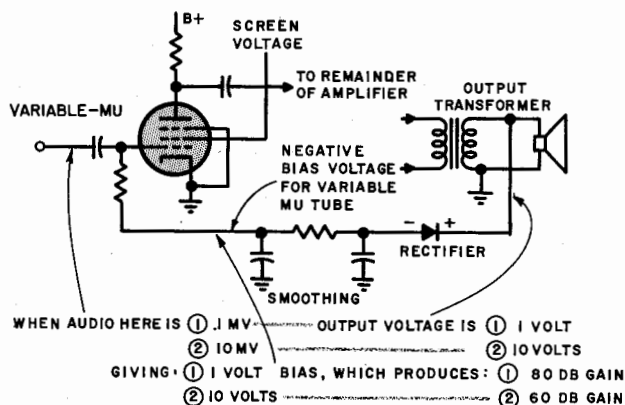 B+
SCREEN
VOLTAGE
TO REMAINDER
OF AMPLIFIER
OUTPUT
TRANSFORMER
VARIABLE-MU
NEGATIVE
BIAS VOLTAGE
FOR VARIABLE
MU TUBE
- +
RECTIFIER
SMOOTHING
WHEN AUDIO HERE IS ① .1 MV OUTPUT VOLTAGE IS ① 1 VOLT
② 10 MV ② 10 VOLTS
GIVING: ① 1 VOLT BIAS, WHICH PRODUCES: ① 80 DB GAIN
② 10 VOLTS ② 60 DB GAIN